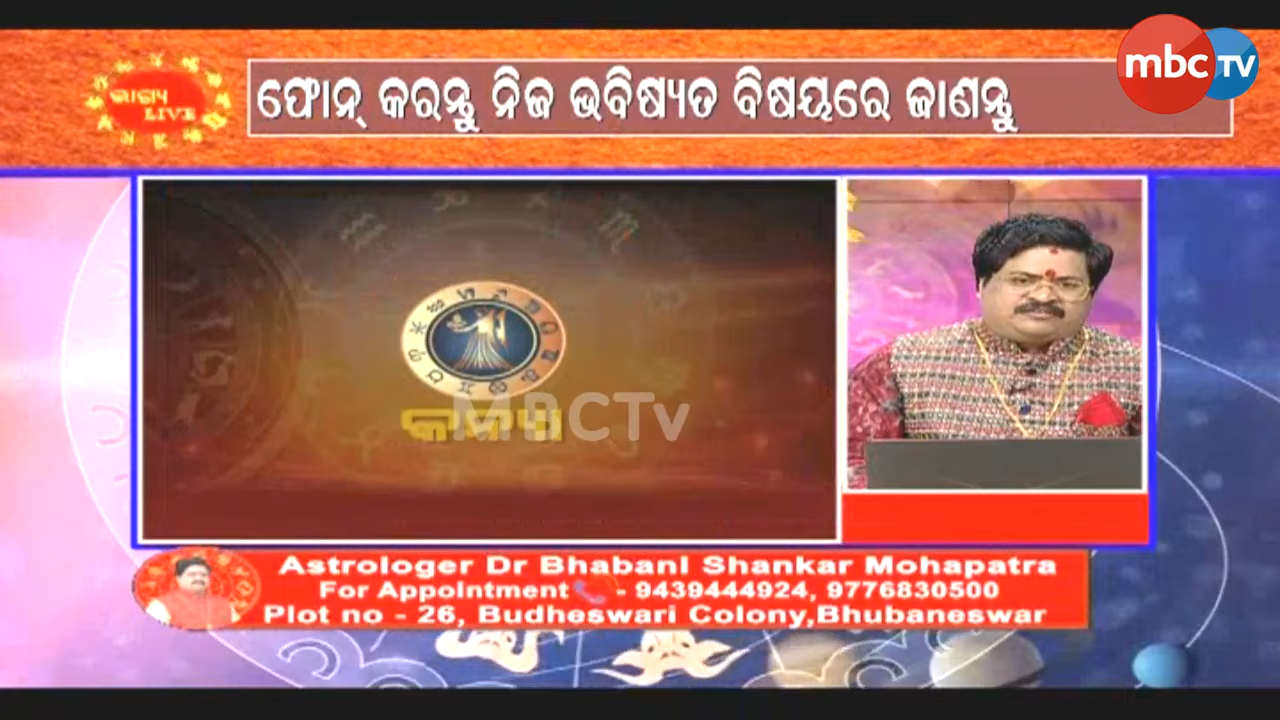 mbc TV
ଭାଗ୍ୟ
LIVE
ଫୋନ୍ କରନ୍ତୁ ନିଜ ଭବିଷ୍ୟତ ବିଷୟରେ ଜାଣନ୍ତୁ
MBCTv
Astrologer Dr Bhabani Shankar Mohapatra
For Appointment - 9439444924, 9776830500
Plot no - 26, Budheswari Colony,Bhubaneswar